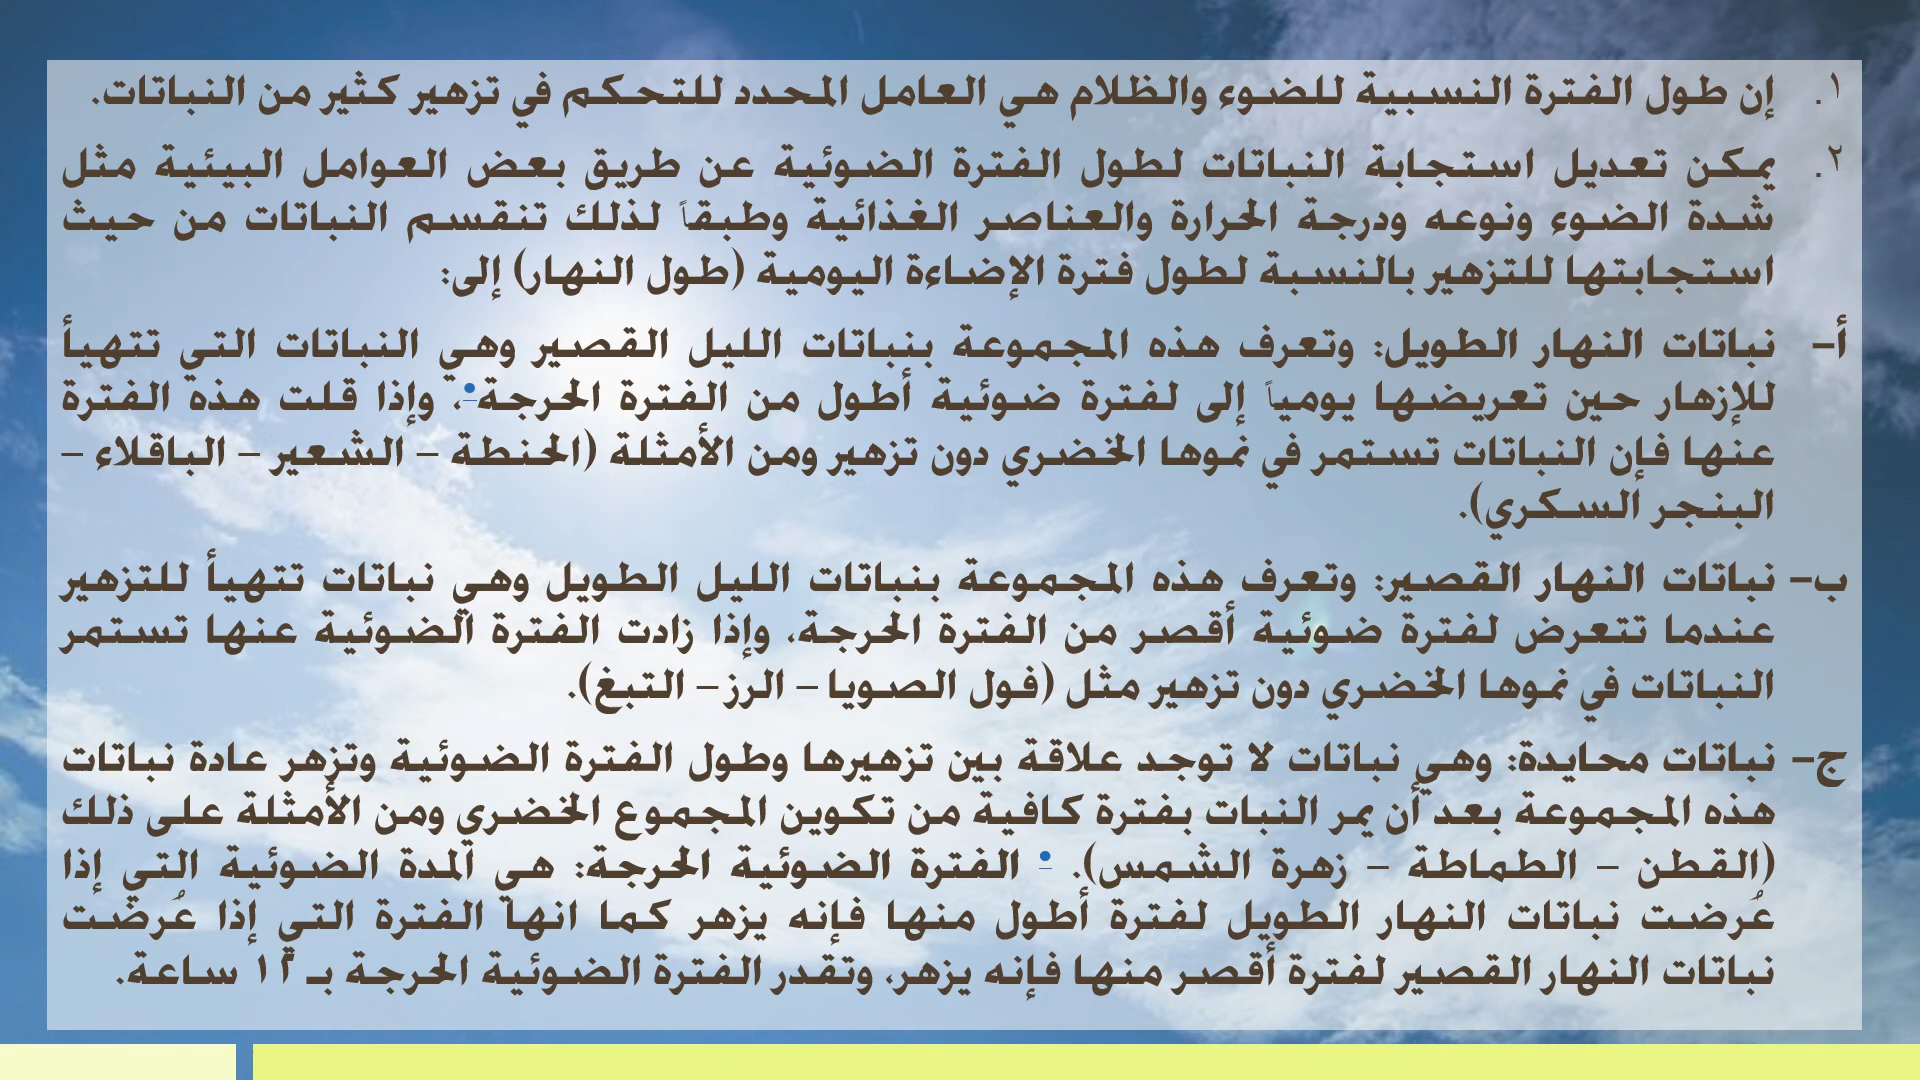 ١. إن طول الفترة النسبية للضوء والظلام هي العامل المحدد للتحكم في تزهير كثير من النباتات.
٢. يمكن تعديل استجابة النباتات لطول الفترة الضوئية عن طريق بعض العوامل البيئية مثل
شدة الضوء ونوعه ودرجة الحرارة والعناصر الغذائية وطبقاً لذلك تنقسم النباتات من حيث
استجابتها للتزهير بالنسبة لطول فترة الإضاءة اليومية (طول النهار) إلى:
أ- نباتات النهار الطويل: وتعرف هذه المجموعة بنباتات الليل القصير وهي النباتات التي تتهيأ
للإزهار حين تعريضها يومياً إلى لفترة ضوئية أطول من الفترة الحرجة•، وإذا قلت هذه الفترة
عنها فإن النباتات تستمر في نموها الخضري دون تزهير ومن الأمثلة (الحنطة – الشعير – الباقلاء –
البنجر السكري).
ب- نباتات النهار القصير: وتعرف هذه المجموعة بنباتات الليل الطويل وهي نباتات تتهيأ للتزهير
عندما تتعرض لفترة ضوئية أقصر من الفترة الحرجة، وإذا زادت الفترة الضوئية عنها تستمر
النباتات في نموها الخضري دون تزهير مثل (فول الصويا – الرز – التبغ).
ج- نباتات محايدة: وهي نباتات لا توجد علاقة بين تزهيرها وطول الفترة الضوئية وتزهر عادة نباتات
هذه المجموعة بعد أن يمر النبات بفترة كافية من تكوين المجموع الخضري ومن الأمثلة على ذلك
(القطن – الطماطة – زهرة الشمس). • الفترة الضوئية الحرجة: هي المدة الضوئية التي إذا
عُرضت نباتات النهار الطويل لفترة أطول منها فإنه يزهر كما انها الفترة التي إذا عُرضت
نباتات النهار القصير لفترة أقصر منها فإنه يزهر، وتقدر الفترة الضوئية الحرجة بـ ١٢ ساعة.